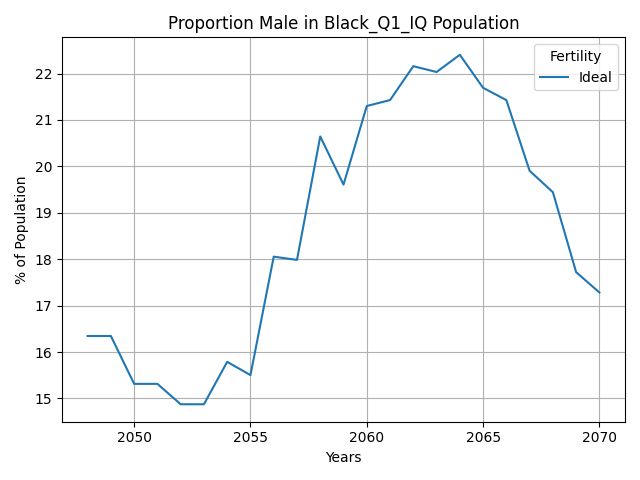 Proportion Male in Black_Q1_IQ Population
Fertility
Ideal
% of Population
22
21
20
19
18
17
16
15
2050 2055 2060 2065 2070
Years